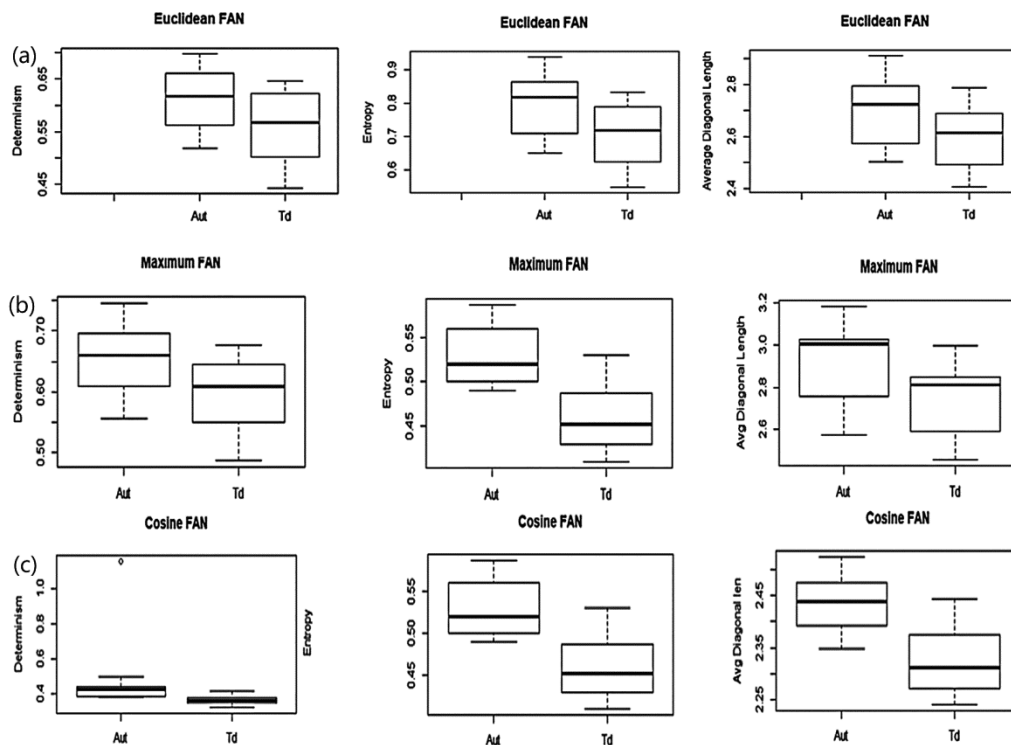 (a)
Euclidean FAN
Determinism
0.65
0.55
0.45
Aut Td
Euclidean FAN
Entropy
0.9
0.8
0.7
0.6
Aut Td
Euclidean FAN
Average Diagonal Length
2.8
2.6
2.4
Aut Td
(b)
Maximum FAN
Determinism
0.70
0.60
0.50
Aut Td
Maximum FAN
Entropy
0.55
0.50
0.45
Aut Td
Maximum FAN
Avg Diagonal Length
3.2
3.0
2.8
2.6
Aut Td
(c)
Cosine FAN
Determinism
1.0
0.8
0.6
0.4
Aut Td
Cosine FAN
Entropy
0.55
0.50
0.45
Aut Td
Cosine FAN
Avg Diagonal len
2.45
2.35
2.25
Aut Td